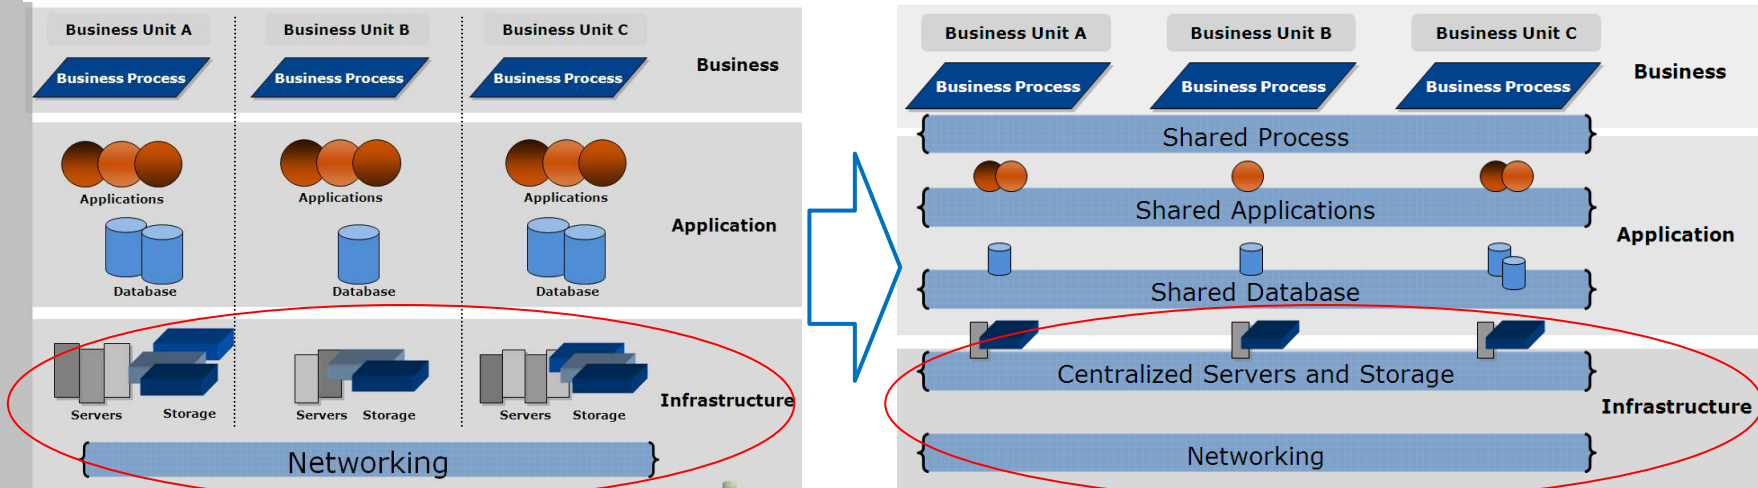 Business Unit A
Business Unit B
Business Unit C
Business Process
Business Process
Business Process
Business
Applications
Applications
Applications
Application
Database
Database
Database
Servers
Storage
Servers
Storage
Servers
Storage
Infrastructure
Networking
Business Unit A
Business Unit B
Business Unit C
Business Process
Business Process
Business Process
Business
Shared Process
Shared Applications
Application
Shared Database
Centralized Servers and Storage
Infrastructure
Networking